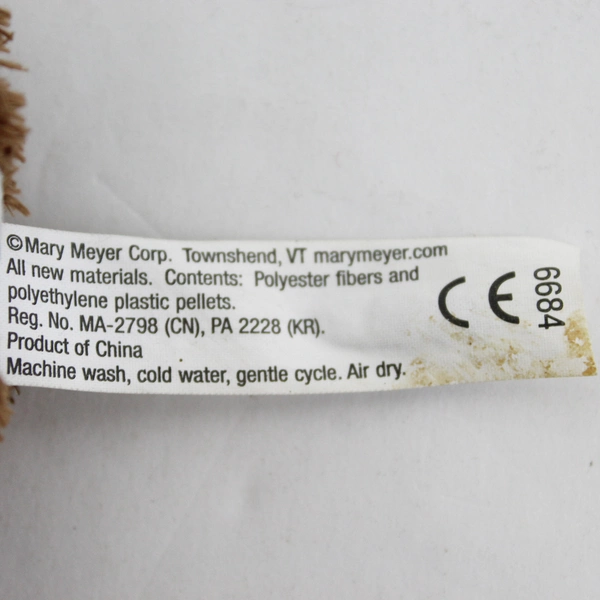 ©Mary Meyer Corp. Townshend, VT marymeyer.com
All new materials. Contents: Polyester fibers and
polyethylene plastic pellets.
Reg. No. MA-2798 (CN), PA 2228 (KR).
Product of China
Machine wash, cold water, gentle cycle. Air dry.
CE
6684